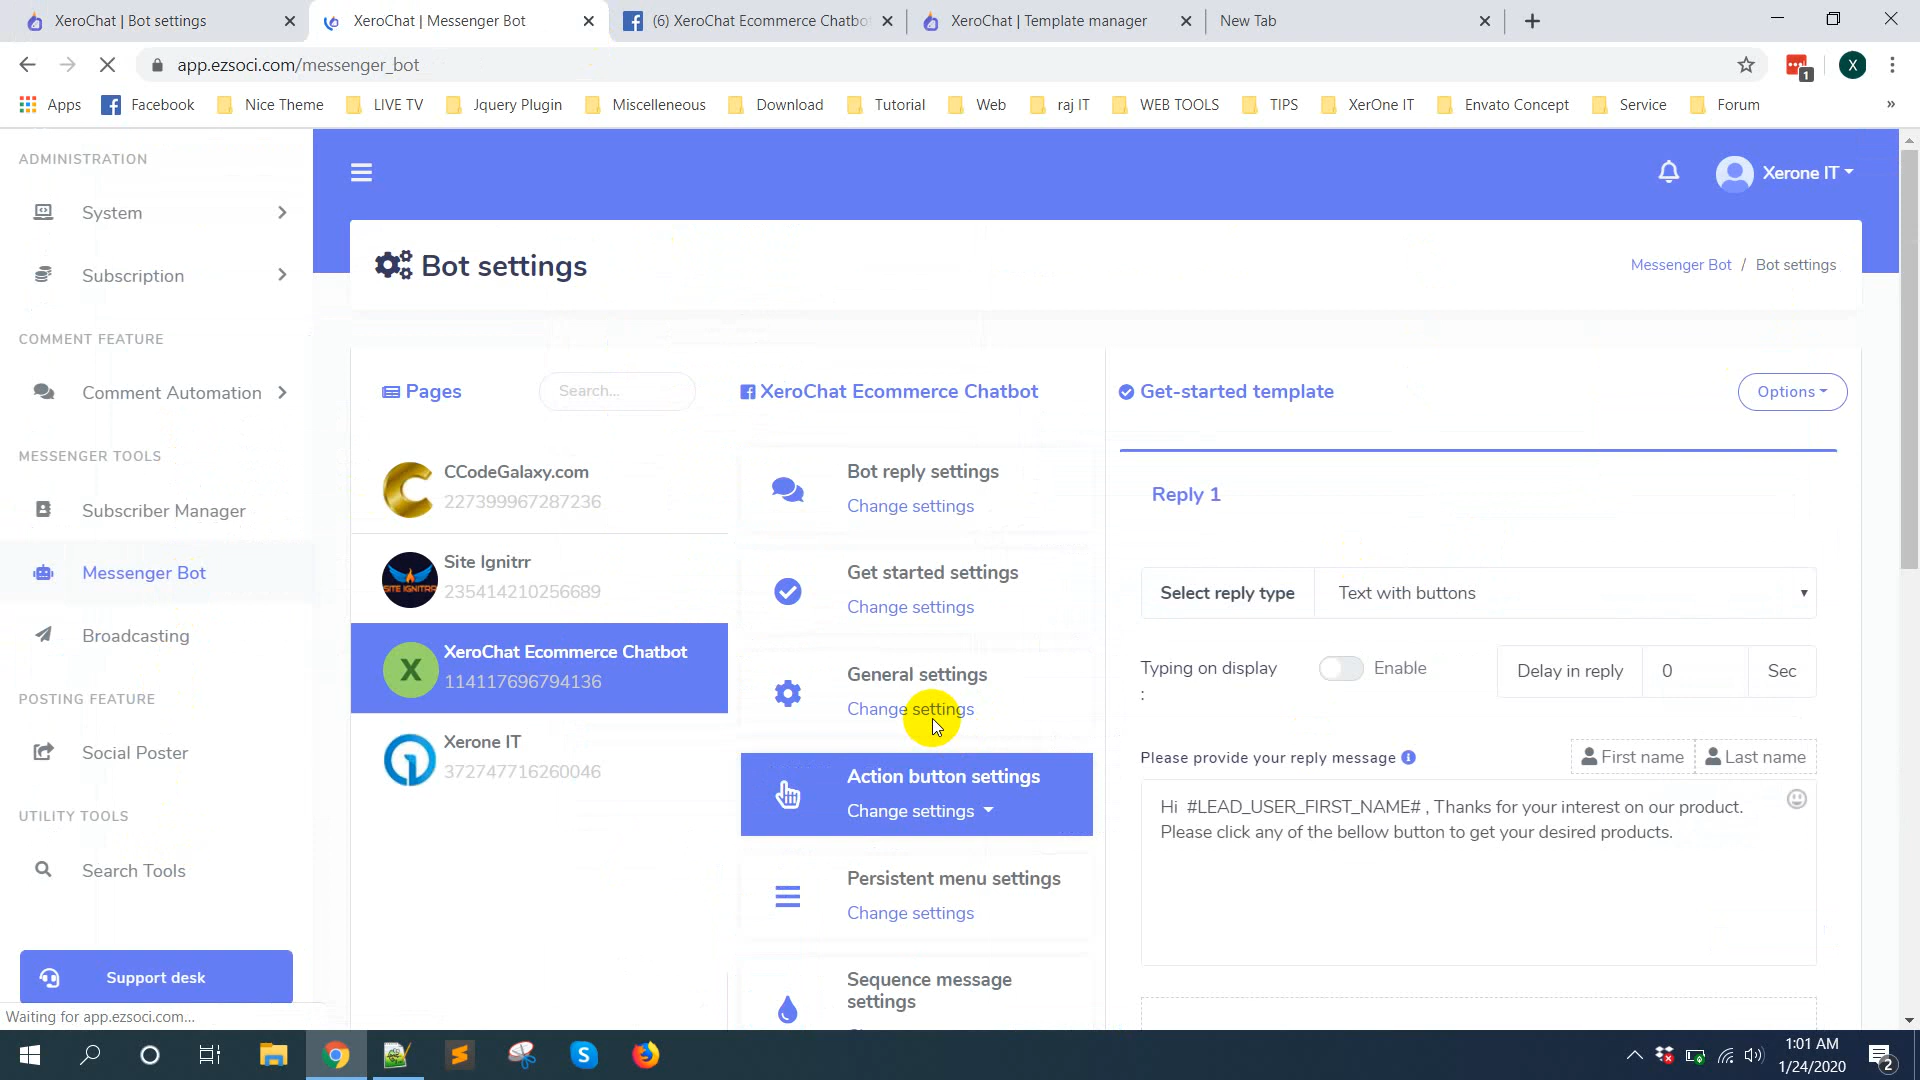 XeroChat | Bot settings
XeroChat | Messenger Bot
(6) XeroChat Ecommerce Chatbo
XeroChat | Template manager
New Tab
app.ezsoci.com/messenger_bot
1
X
Apps
Facebook
Nice Theme
LIVE TV
Jquery Plugin
Miscelleneous
Download
Tutorial
Web
raj IT
WEB TOOLS
TIPS
XerOne IT
Envato Concept
Service
Forum
»
ADMINISTRATION
System
Subscription
COMMENT FEATURE
Comment Automation
MESSENGER TOOLS
Subscriber Manager
Messenger Bot
Broadcasting
POSTING FEATURE
Social Poster
UTILITY TOOLS
Search Tools
Support desk
Waiting for app.ezsoci.com...
Xerone IT
Bot settings
Messenger Bot / Bot settings
Pages
Search...
CCodeGalaxy.com
227399967287236
SITE IGNITRR
Site Ignitrr
235414210256689
X
XeroChat Ecommerce Chatbot
114117696794136
Xerone IT
372747716260046
XeroChat Ecommerce Chatbot
Bot reply settings
Change settings
Get started settings
Change settings
General settings
Change settings
Action button settings
Change settings
Persistent menu settings
Change settings
Sequence message
settings
Get-started template
Options
Reply 1
Select reply type
Text with buttons
Typing on display
:
Enable
Delay in reply
0
Sec
Please provide your reply message
First name
Last name
Hi #LEAD_USER_FIRST_NAME# , Thanks for your interest on our product.
Please click any of the bellow button to get your desired products.
1:01 AM
1/24/2020
2